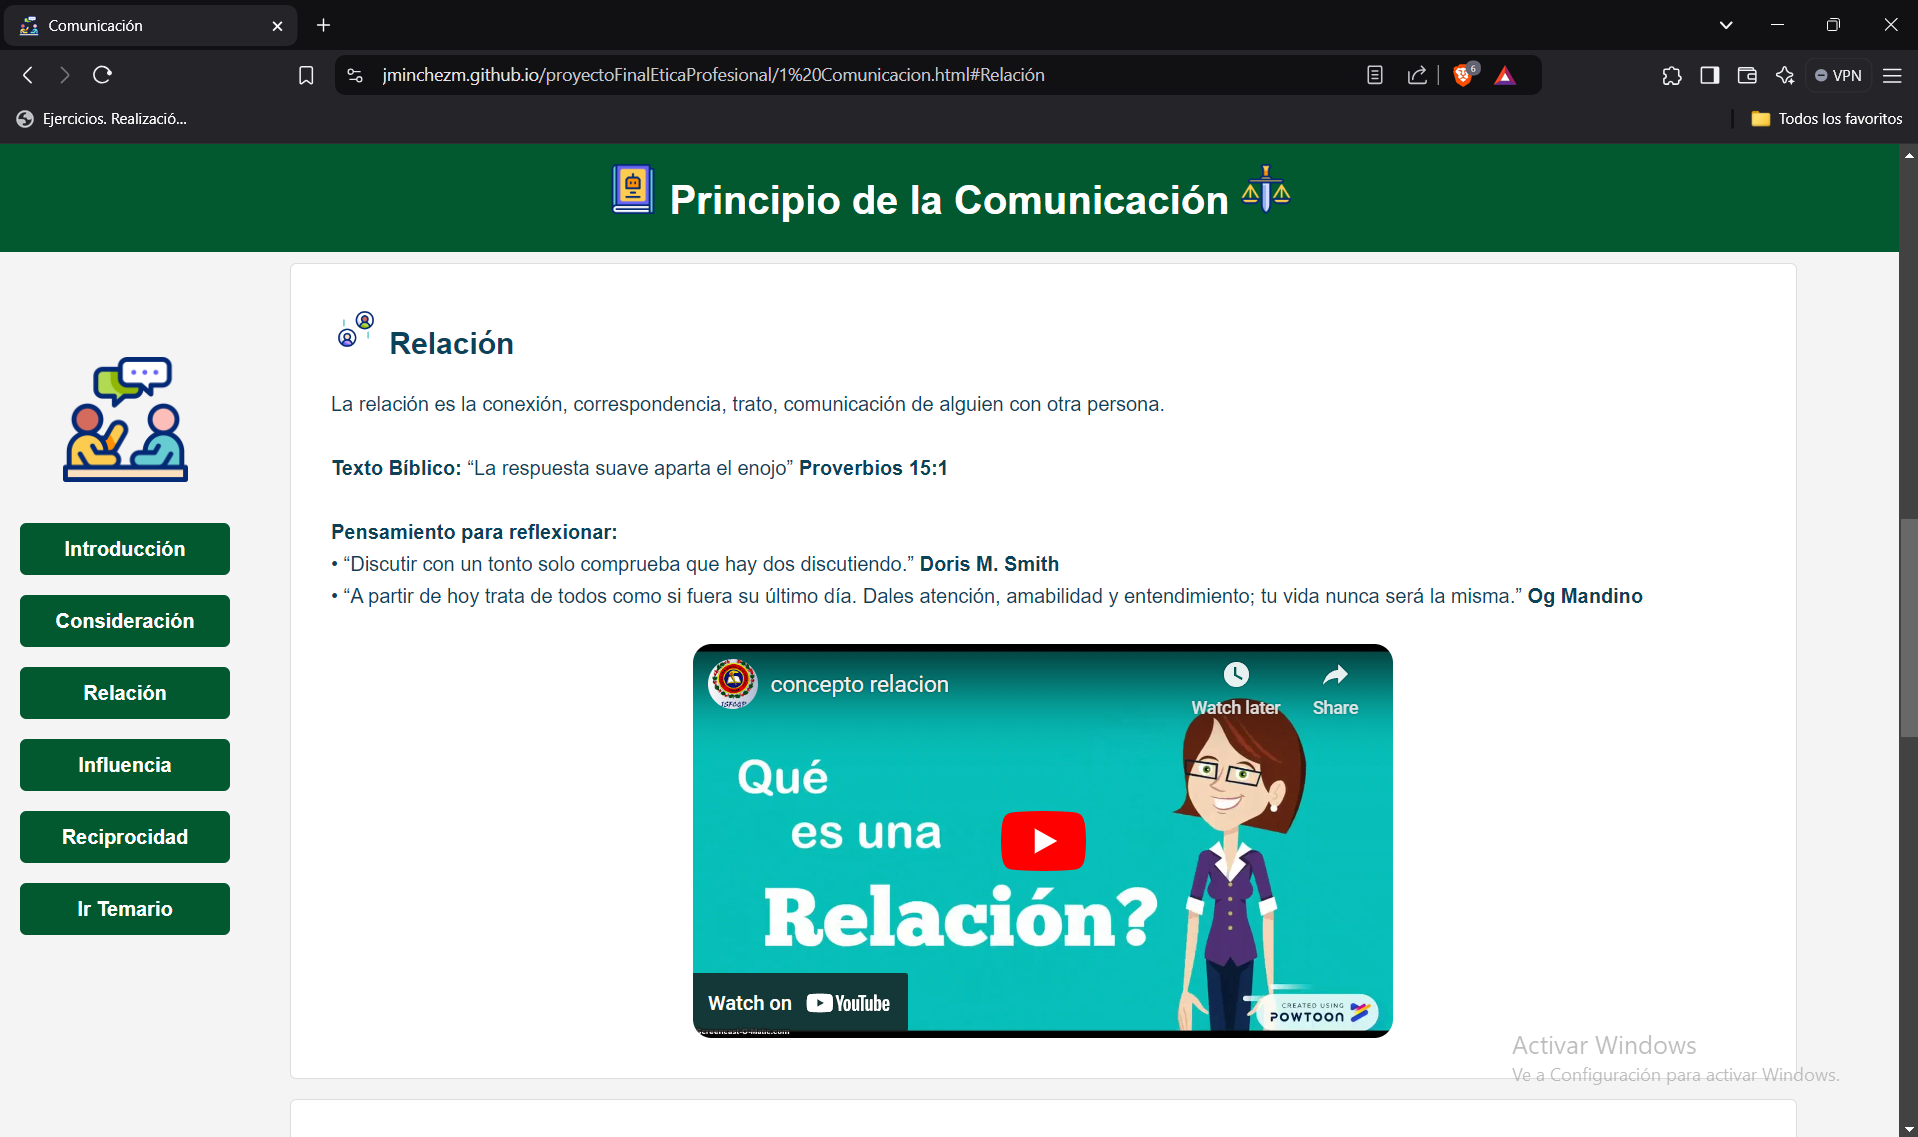 Comunicación
jminchezm.github.io/proyectoFinalEticaProfesional/1%20Comunicacion.html#Relación
6
VPN
Ejercicios. Realizació...
Todos los favoritos
Principio de la Comunicación
Relación
La relación es la conexión, correspondencia, trato, comunicación de alguien con otra persona.
Texto Bíblico: “La respuesta suave aparta el enojo” Proverbios 15:1
Pensamiento para reflexionar:
• “Discutir con un tonto solo comprueba que hay dos discutiendo.” Doris M. Smith
• “A partir de hoy trata de todos como si fuera su último día. Dales atención, amabilidad y entendimiento; tu vida nunca será la misma.” Og Mandino
Introducción
Consideración
Relación
Influencia
Reciprocidad
Ir Temario
concepto relacion
Watch later
Share
Qué
es una
Relación?
Watch on YouTube
CREATED USING
POWTOON
Activar Windows
Ve a Configuración para activar Windows.